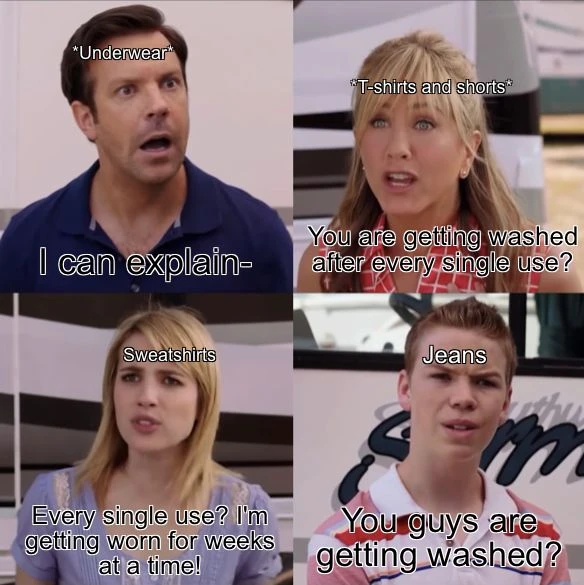 *Underwear*
I can explain-
*T-shirts and shorts*
You are getting washed
after every single use?
Sweatshirts
Every single use? I'm
getting worn for weeks
at a time!
Jeans
You guys are
getting washed?